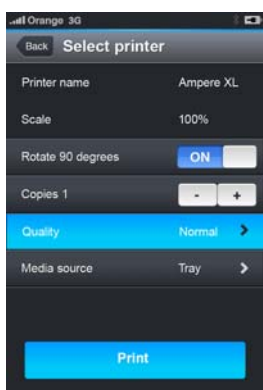 Orange 3G
Back Select printer
Printer name Ampere XL
Scale 100%
Rotate 90 degrees ON
Copies 1 - +
Quality Normal
Media source Tray
Print